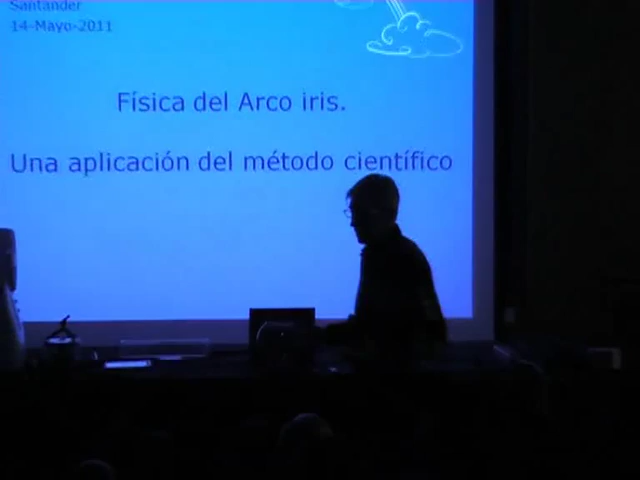 Santander
14-Mayo-2011
Física del Arco iris.
Una aplicación del método científico